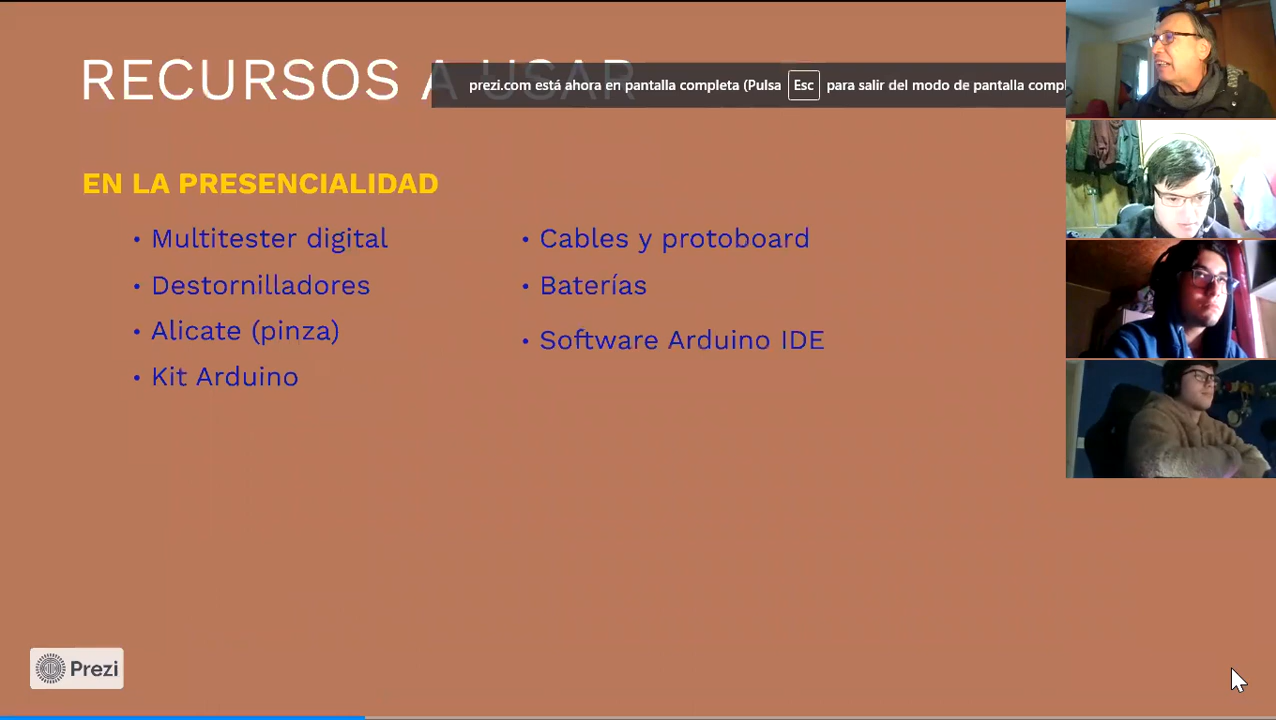 RECURSOS A USAR
prezi.com está ahora en pantalla completa (Pulsa Esc para salir del modo de pantalla compl
EN LA PRESENCIALIDAD
• Multitester digital
• Destornilladores
• Alicate (pinza)
• Kit Arduino
• Cables y protoboard
• Baterías
• Software Arduino IDE
Prezi